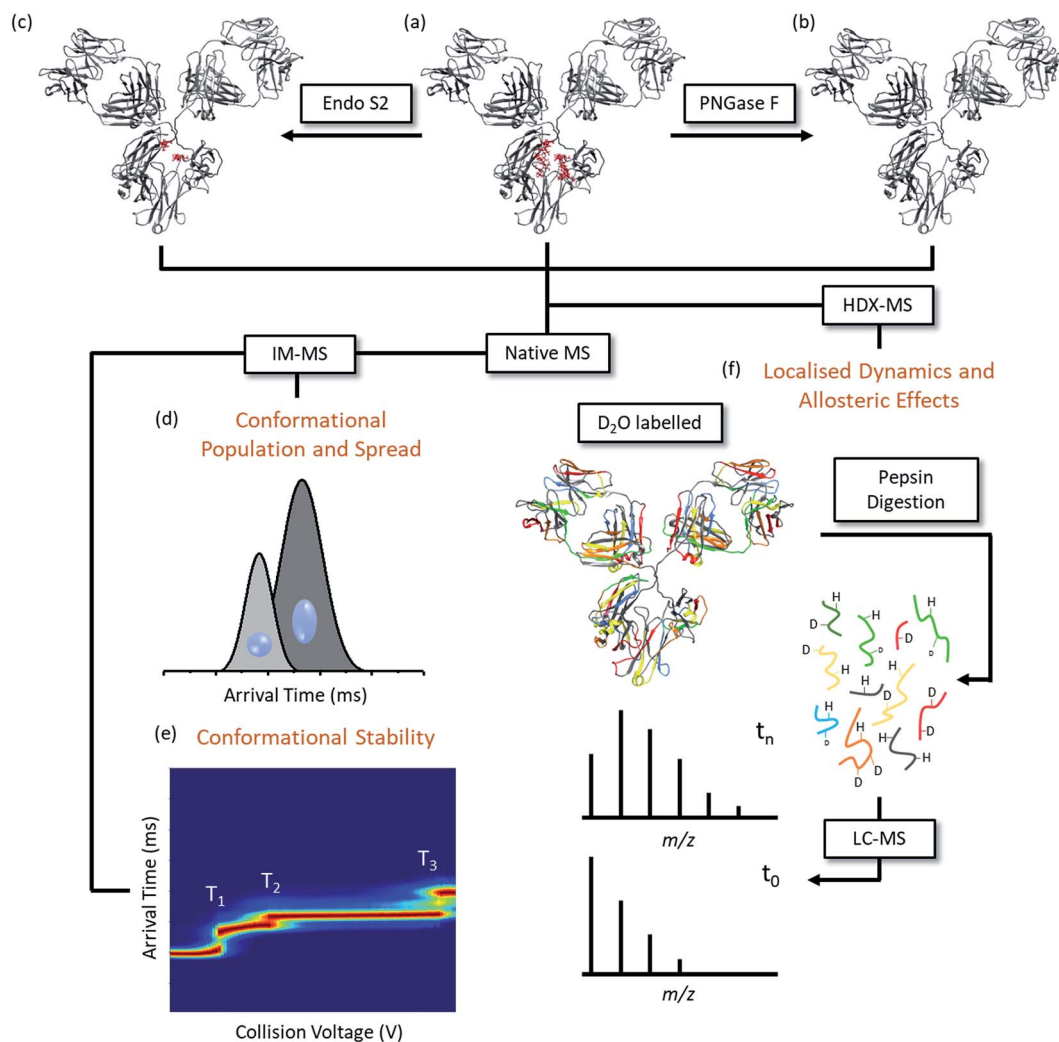 (c)
(a)
(b)
Endo S2
PNGase F
HDX-MS
IM-MS
Native MS
(f)
Localised Dynamics and
Allosteric Effects
(d)
Conformational
Population and Spread
D₂O labelled
Pepsin
Digestion
Arrival Time (ms)
H
D
H
D
H
D
H
D
D
H
H
D
H
D
H
D
D
H
D
D
H
H
(e)
Conformational Stability
tₙ
m/z
LC-MS
t₀
m/z
Arrival Time (ms)
T₁
T₂
T₃
Collision Voltage (V)